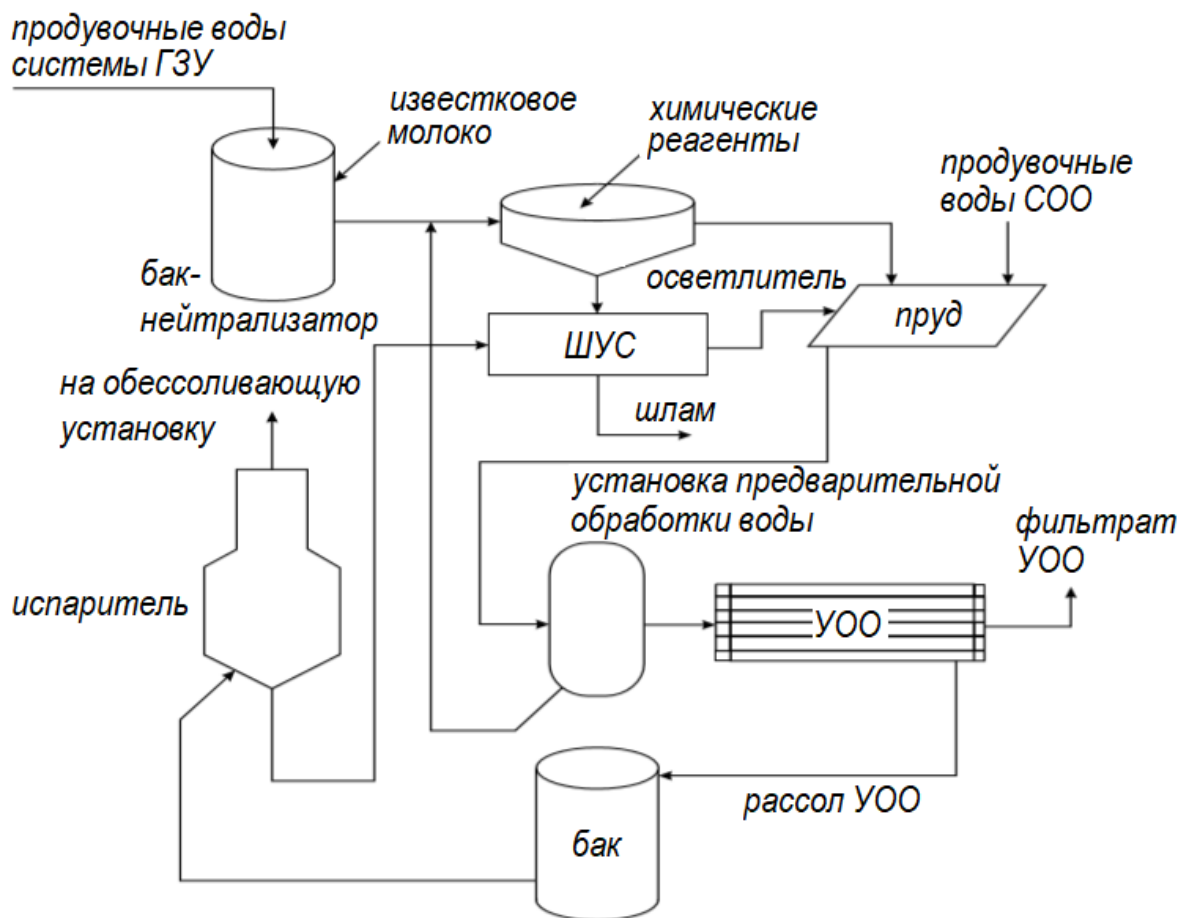 продувочные воды
системы ГЗУ
известковое
молоко
химические
реагенты
продувочные
воды СОО
бак-
нейтрализатор
осветлитель
пруд
ШУС
на обессоливающую
установку
шлам
установка предварительной
обработки воды
фильтрат
УОО
испаритель
УОО
рассол УОО
бак